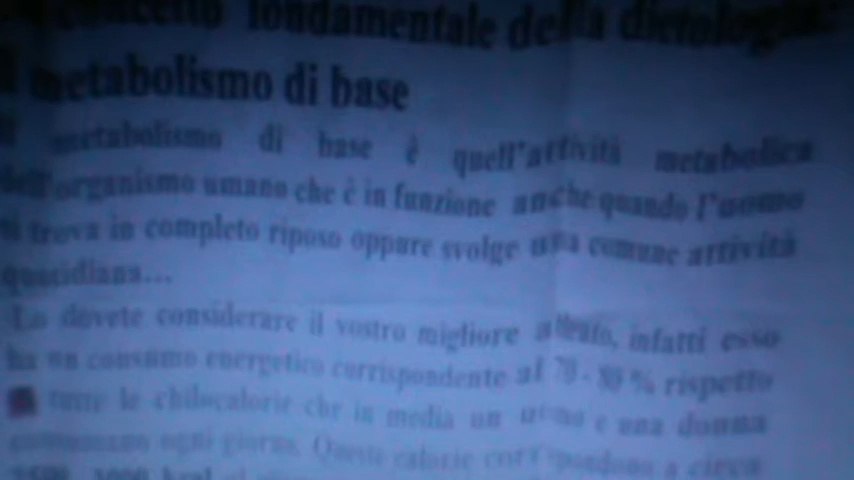 concetto fondamentale della dietologia:
metabolismo di base
metabolismo di base è quell'attività metabolica
dell'organismo umano che è in funzione anche quando l'uomo
si trova in completo riposo oppure svolge una comune attività
quotidiana...
Lo dovete considerare il vostro migliore alleato, infatti esso
ha un consumo energetico corrispondente al 70 - 80 % rispetto
tutte le chilocalorie che in media un uomo e una donna
consumano ogni giorno. Queste calorie corrispondono a circa